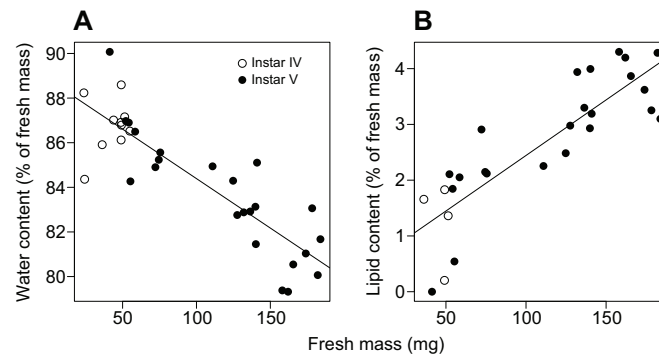 A
Water content (% of fresh mass)
90
88
86
84
82
80
Instar IV
Instar V
50
100
150
B
Lipid content (% of fresh mass)
4
3
2
1
0
50
100
150
Fresh mass (mg)